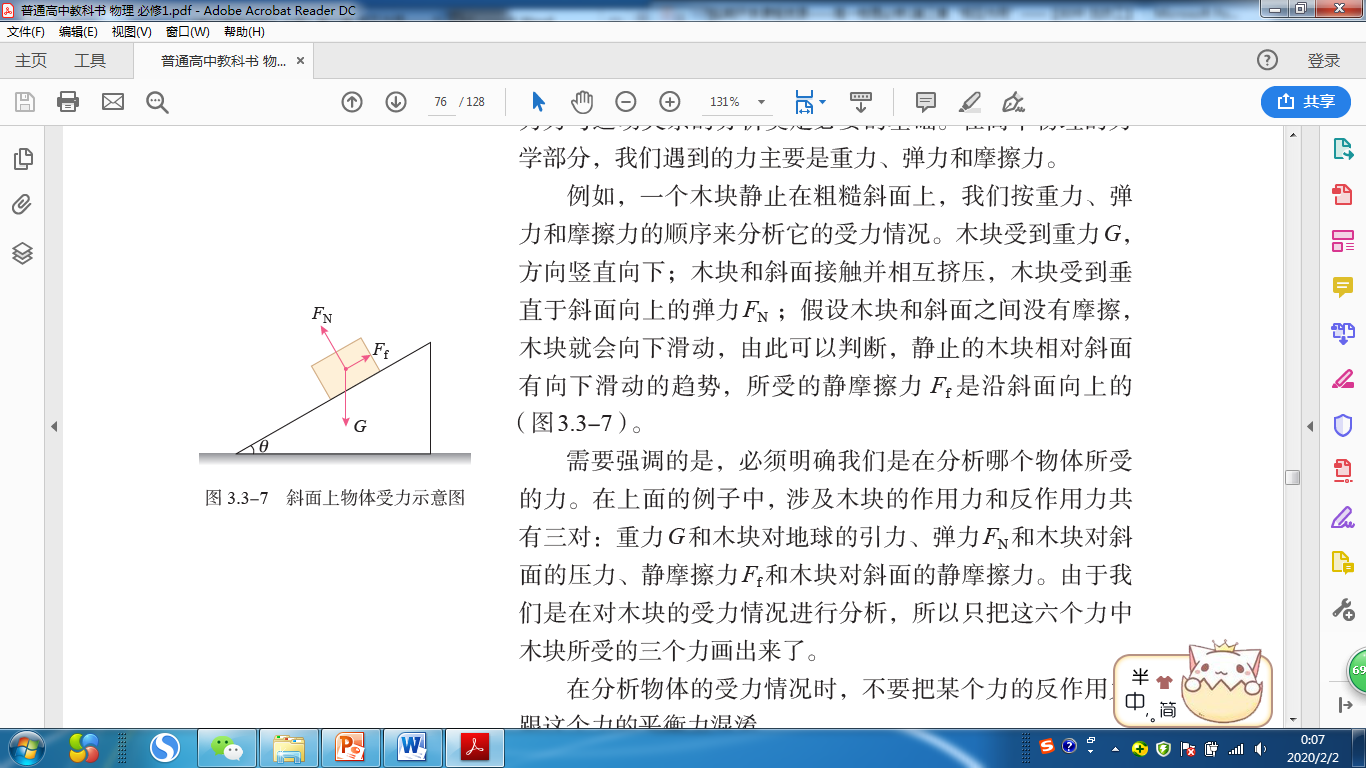 普通高中教科书 物理 必修1.pdf - Adobe Acrobat Reader DC
文件(F) 编辑(E) 视图(V) 窗口(W) 帮助(H)
主页 工具 普通高中教科书 物... × 登录
76 / 128 131% 共享
学部分，我们遇到的力主要是重力、弹力和摩擦力。
例如，一个木块静止在粗糙斜面上，我们按重力、弹
力和摩擦力的顺序来分析它的受力情况。木块受到重力G，
方向竖直向下；木块和斜面接触并相互挤压，木块受到垂
直于斜面向上的弹力FN；假设木块和斜面之间没有摩擦，
木块就会向下滑动，由此可以判断，静止的木块相对斜面
有向下滑动的趋势，所受的静摩擦力 Ff 是沿斜面向上的
（图3.3–7）。
FN
Ff
G
θ
图 3.3–7 斜面上物体受力示意图
需要强调的是，必须明确我们是在分析哪个物体所受
的力。在上面的例子中，涉及木块的作用力和反作用力共
有三对：重力G和木块对地球的引力、弹力FN和木块对斜
面的压力、静摩擦力Ff和木块对斜面的静摩擦力。由于我
们是在对木块的受力情况进行分析，所以只把这六个力中
木块所受的三个力画出来了。
在分析物体的受力情况时，不要把某个力的反作用
跟这个力的平衡力混淆
半
中 ,。 简
69
0:07
2020/2/2